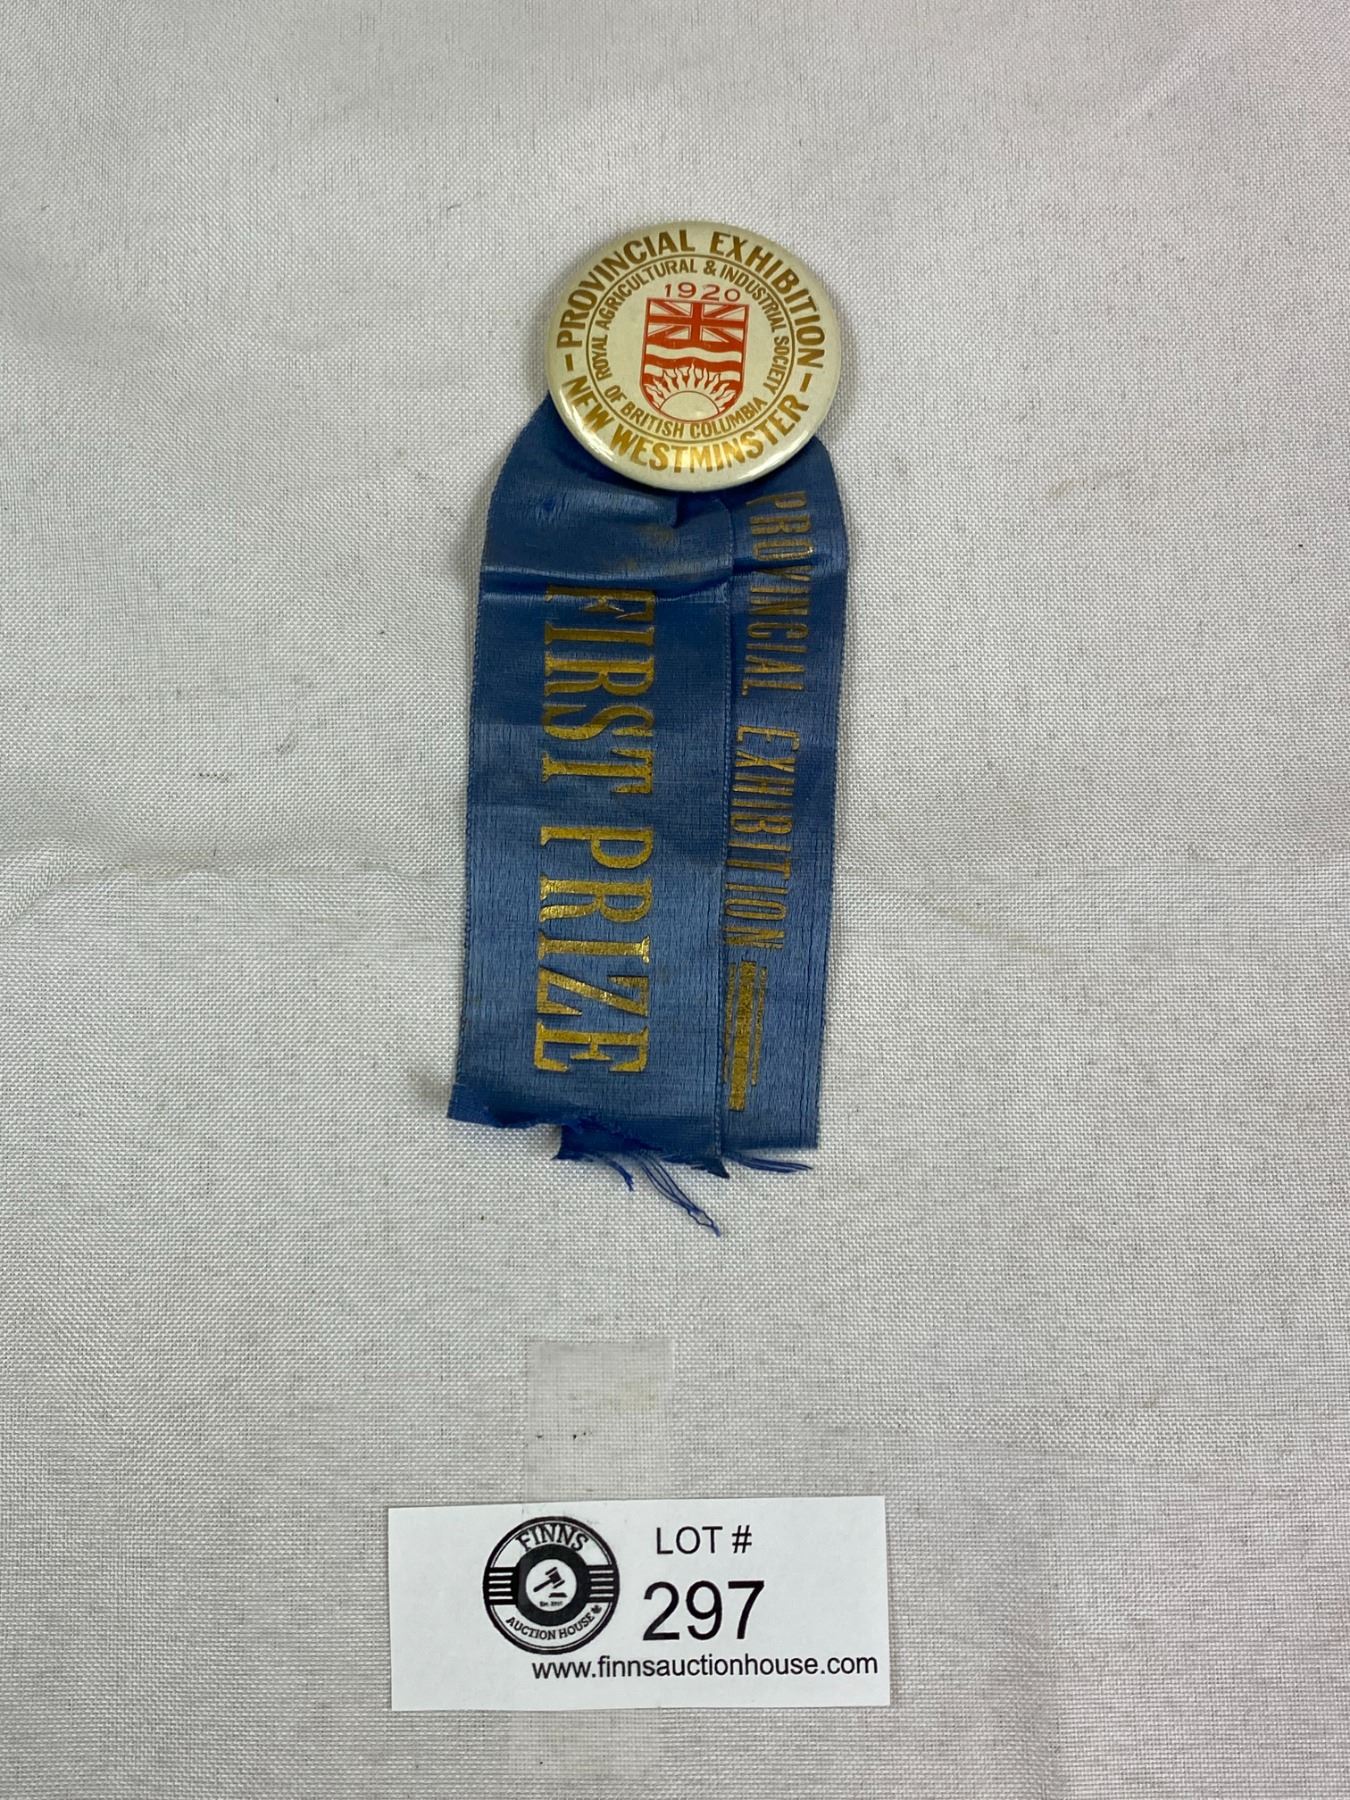 - PROVINCIAL EXHIBITION -
ROYAL AGRICULTURAL & INDUSTRIAL SOCIETY
1920
OF BRITISH COLUMBIA
NEW WESTMINSTER
FIRST PRIZE
PROVINCIAL EXHIBITION
FINNS
AUCTION HOUSE
LOT #
297
www.finnsauctionhouse.com